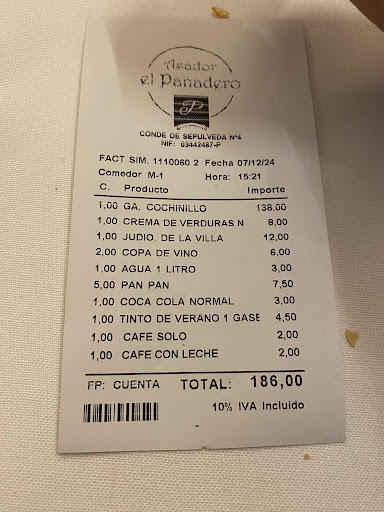 Asador
el Panadero
P
CONDE DE SEPULVEDA Nº4
NIF: 03442487-P
FACT SIM. 1110060 2 Fecha 07/12/24
Comedor M-1 Hora: 15:21
C. Producto Importe
1,00 GA. COCHINILLO 138,00
1,00 CREMA DE VERDURAS N 8,00
1,00 JUDIO. DE LA VILLA 12,00
2,00 COPA DE VINO 6,00
1,00 AGUA 1 LITRO 3,00
5,00 PAN PAN 7,50
1,00 COCA COLA NORMAL 3,00
1,00 TINTO DE VERANO 1 GASE 4,50
1,00 CAFE SOLO 2,00
1,00 CAFE CON LECHE 2,00
FP: CUENTA TOTAL: 186,00
10% IVA Incluido